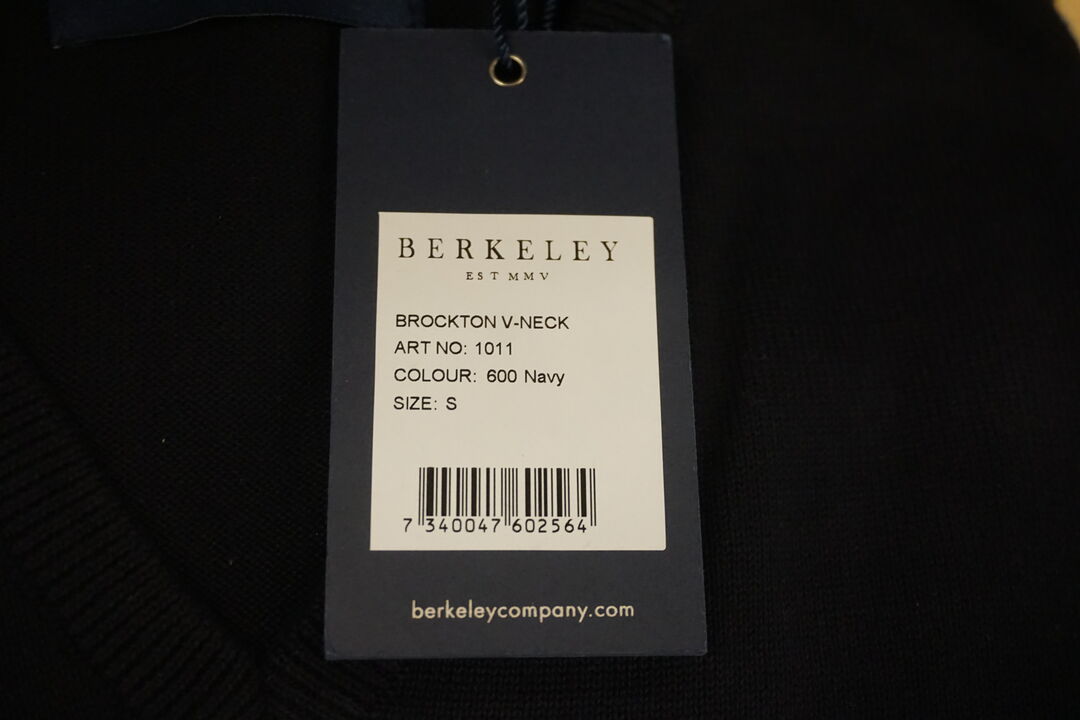 BERKELEY
EST MMV
BROCKTON V-NECK
ART NO: 1011
COLOUR: 600 Navy
SIZE: S
7 340047 602564
berkeleycompany.com